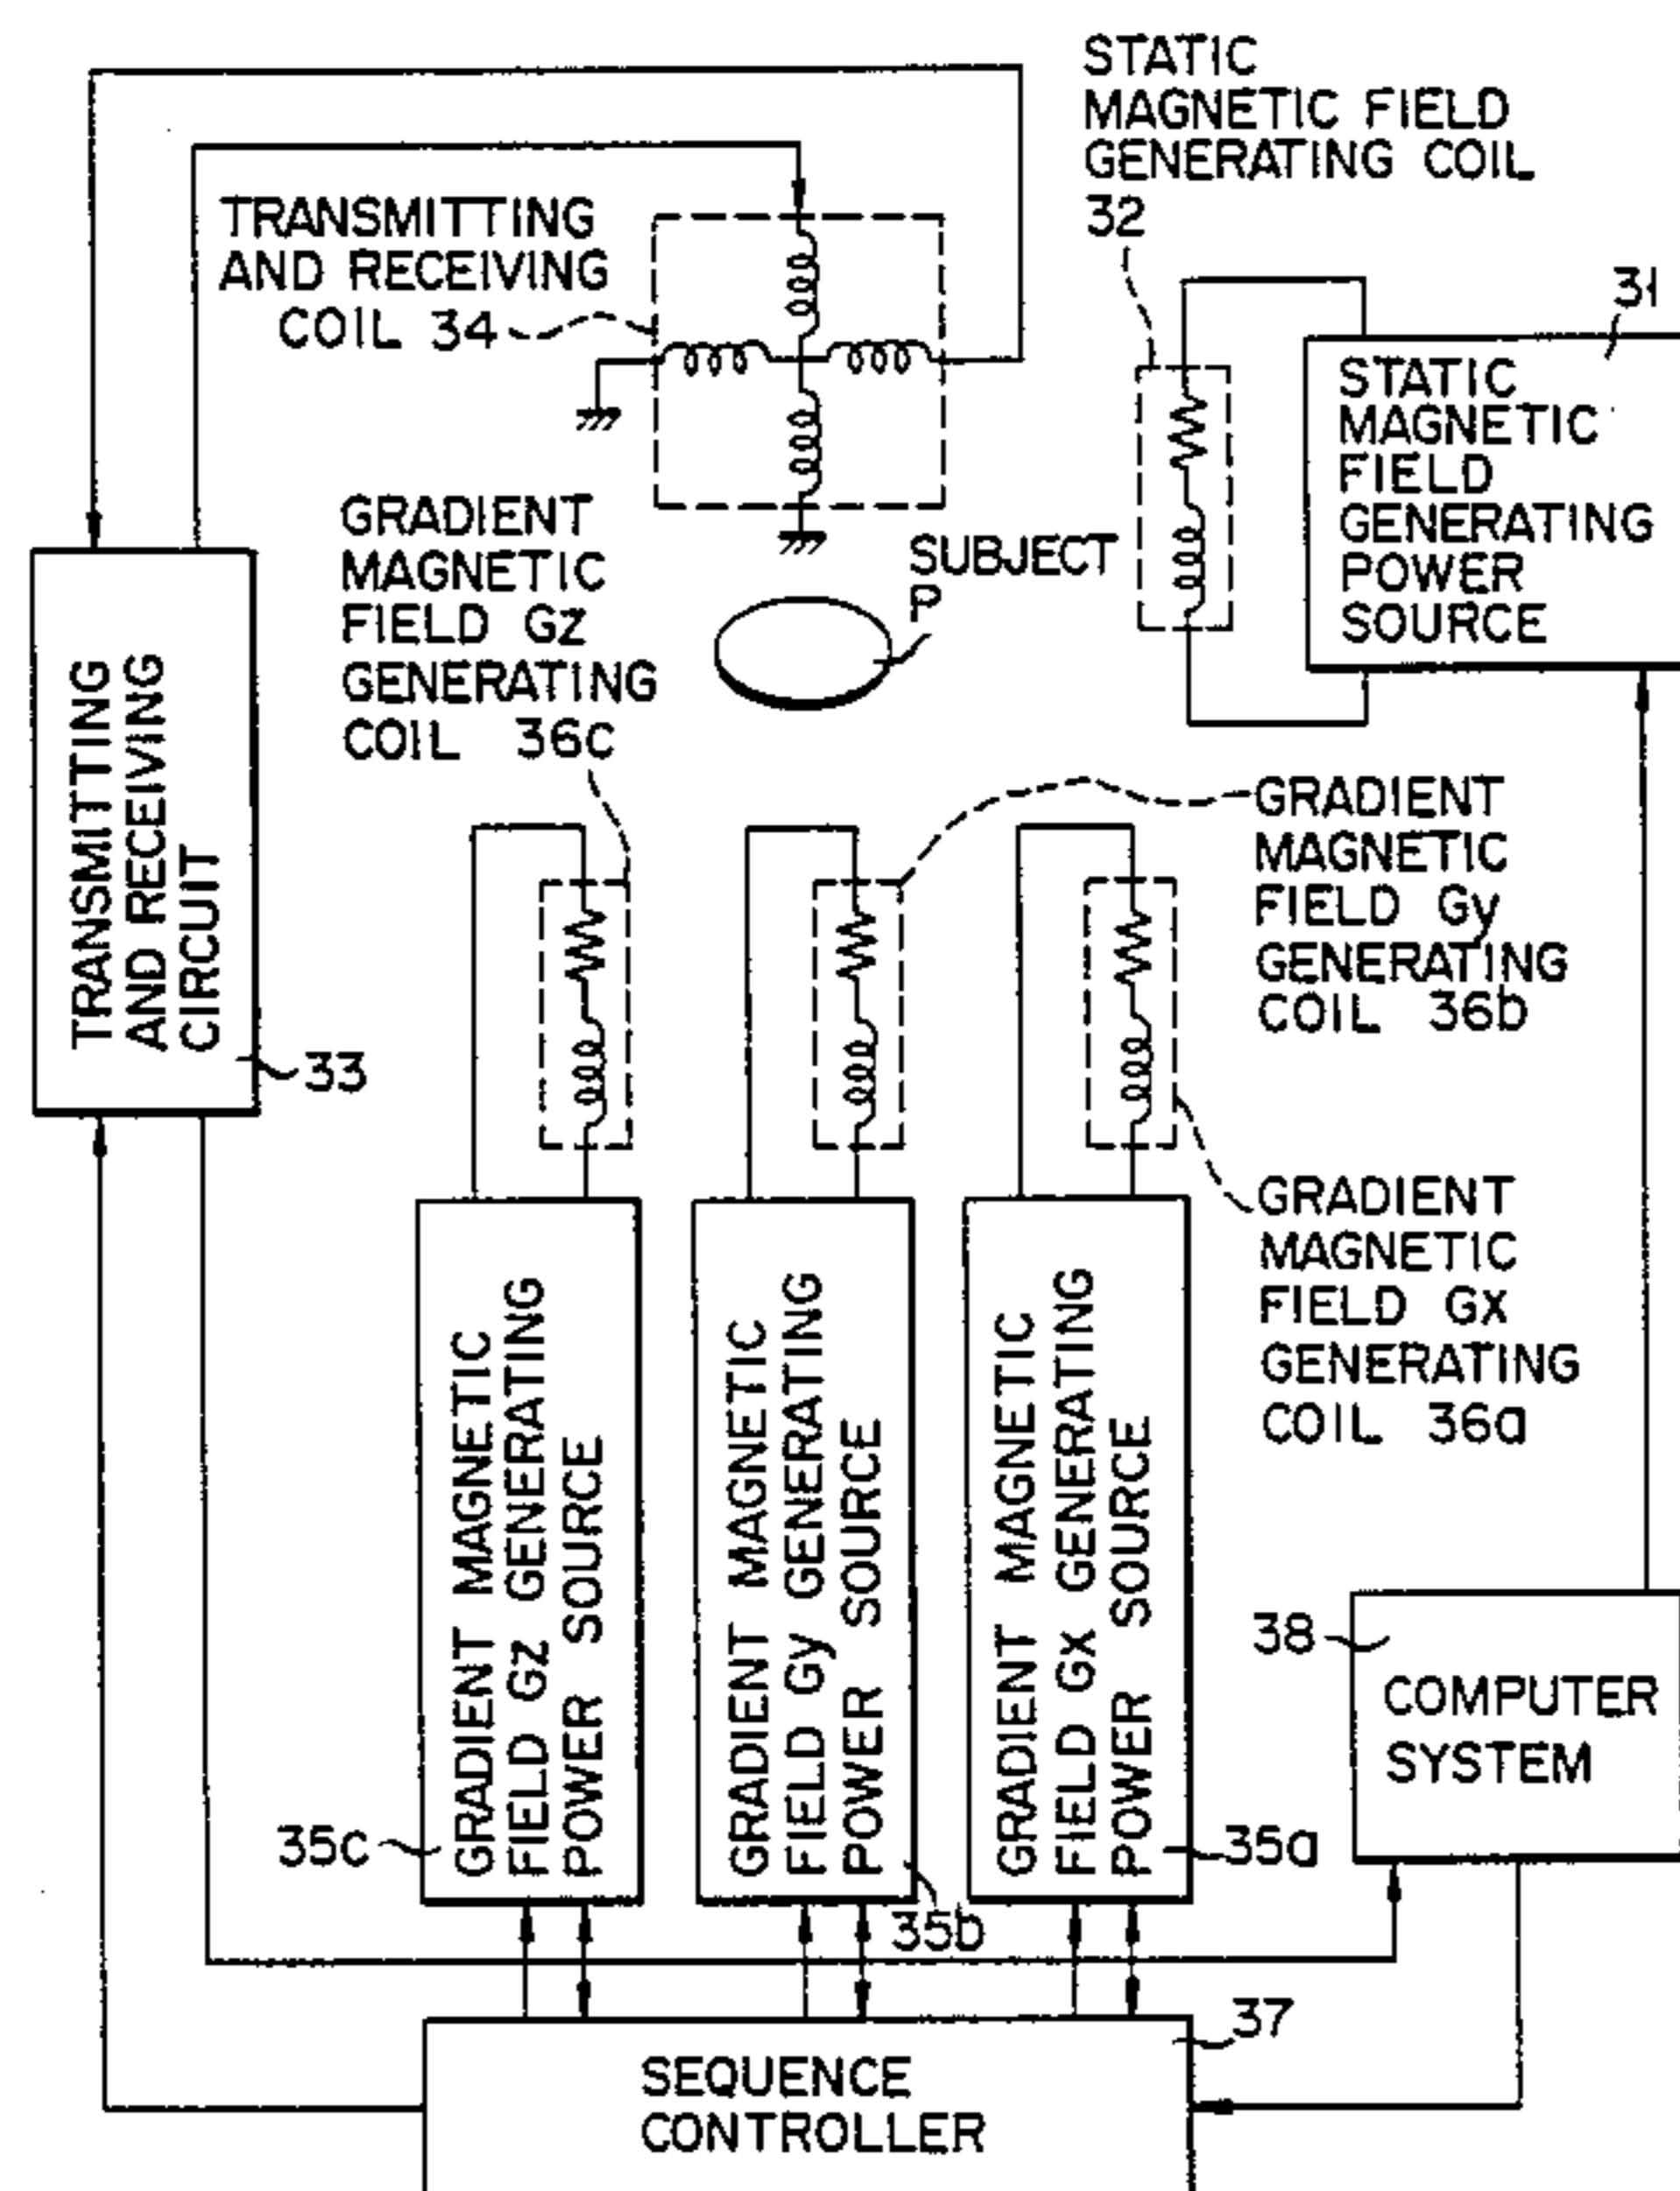 STATIC
MAGNETIC FIELD
GENERATING COIL
32
TRANSMITTING
AND RECEIVING
COIL 34
31
STATIC
MAGNETIC
FIELD
GENERATING
POWER
SOURCE
GRADIENT
MAGNETIC
FIELD Gz
GENERATING
COIL 36c
SUBJECT
P
TRANSMITTING
AND RECEIVING
CIRCUIT
33
GRADIENT
MAGNETIC
FIELD Gy
GENERATING
COIL 36b
GRADIENT
MAGNETIC
FIELD Gx
GENERATING
COIL 36a
GRADIENT MAGNETIC
FIELD Gz GENERATING
POWER SOURCE
35c
GRADIENT MAGNETIC
FIELD Gy GENERATING
POWER SOURCE
35b
GRADIENT MAGNETIC
FIELD Gx GENERATING
POWER SOURCE
35a
38
COMPUTER
SYSTEM
37
SEQUENCE
CONTROLLER